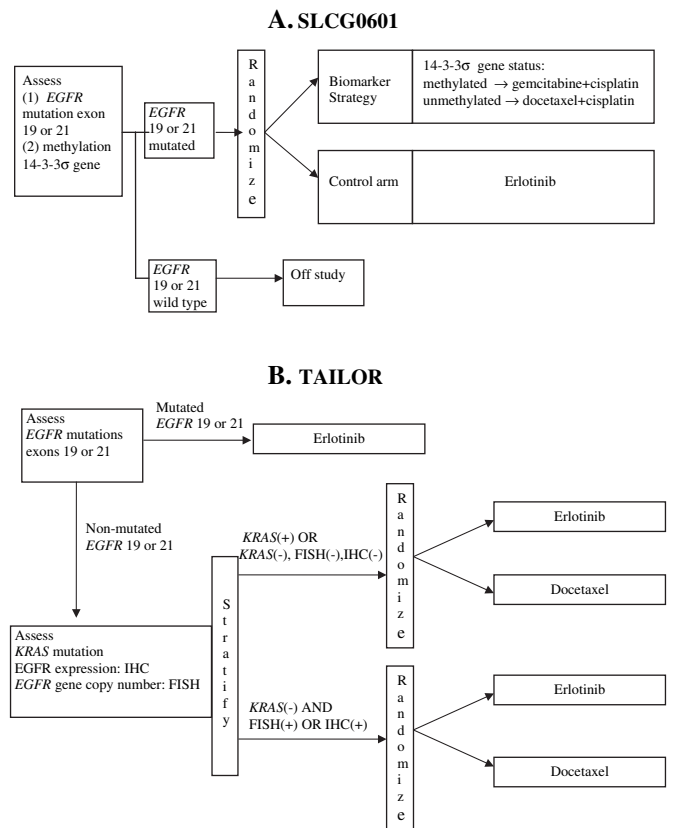 A. SLCG0601
Assess
(1) EGFR
mutation exon
19 or 21
(2) methylation
14-3-3σ gene
EGFR
19 or 21
mutated
R
a
n
d
o
m
i
z
e
Biomarker
Strategy
14-3-3σ gene status:
methylated → gemcitabine+cisplatin
unmethylated → docetaxel+cisplatin
Control arm
Erlotinib
EGFR
19 or 21
wild type
Off study
B. TAILOR
Assess
EGFR mutations
exons 19 or 21
Mutated
EGFR 19 or 21
Erlotinib
Non-mutated
EGFR 19 or 21
Assess
KRAS mutation
EGFR expression: IHC
EGFR gene copy number: FISH
S
t
r
a
t
i
f
y
KRAS(+) OR
KRAS(-), FISH(-),IHC(-)
R
a
n
d
o
m
i
z
e
Erlotinib
Docetaxel
KRAS(-) AND
FISH(+) OR IHC(+)
R
a
n
d
o
m
i
z
e
Erlotinib
Docetaxel